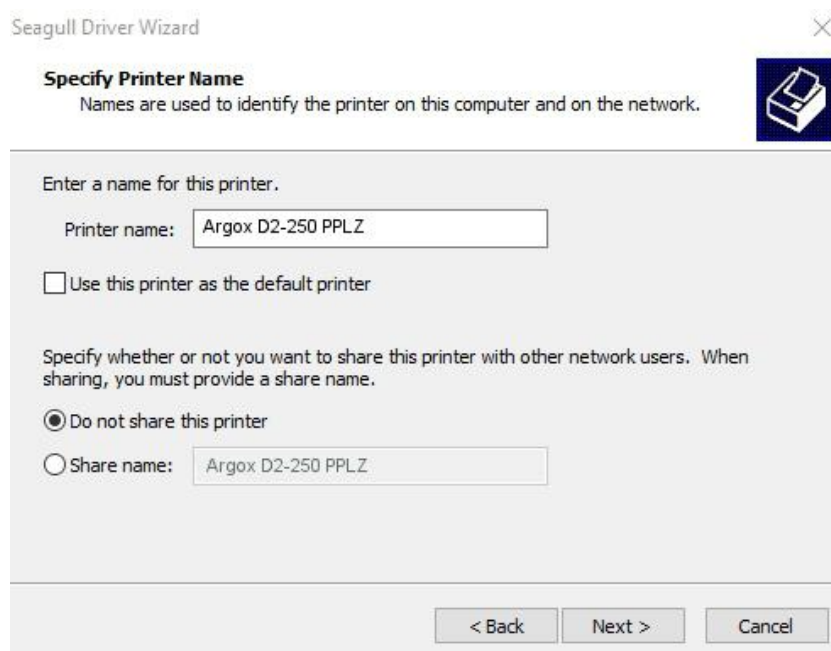 Seagull Driver Wizard
Specify Printer Name
Names are used to identify the printer on this computer and on the network.
Enter a name for this printer.
Printer name: Argox D2-250 PPLZ
Use this printer as the default printer
Specify whether or not you want to share this printer with other network users. When
sharing, you must provide a share name.
Do not share this printer
Share name: Argox D2-250 PPLZ
< Back Next > Cancel